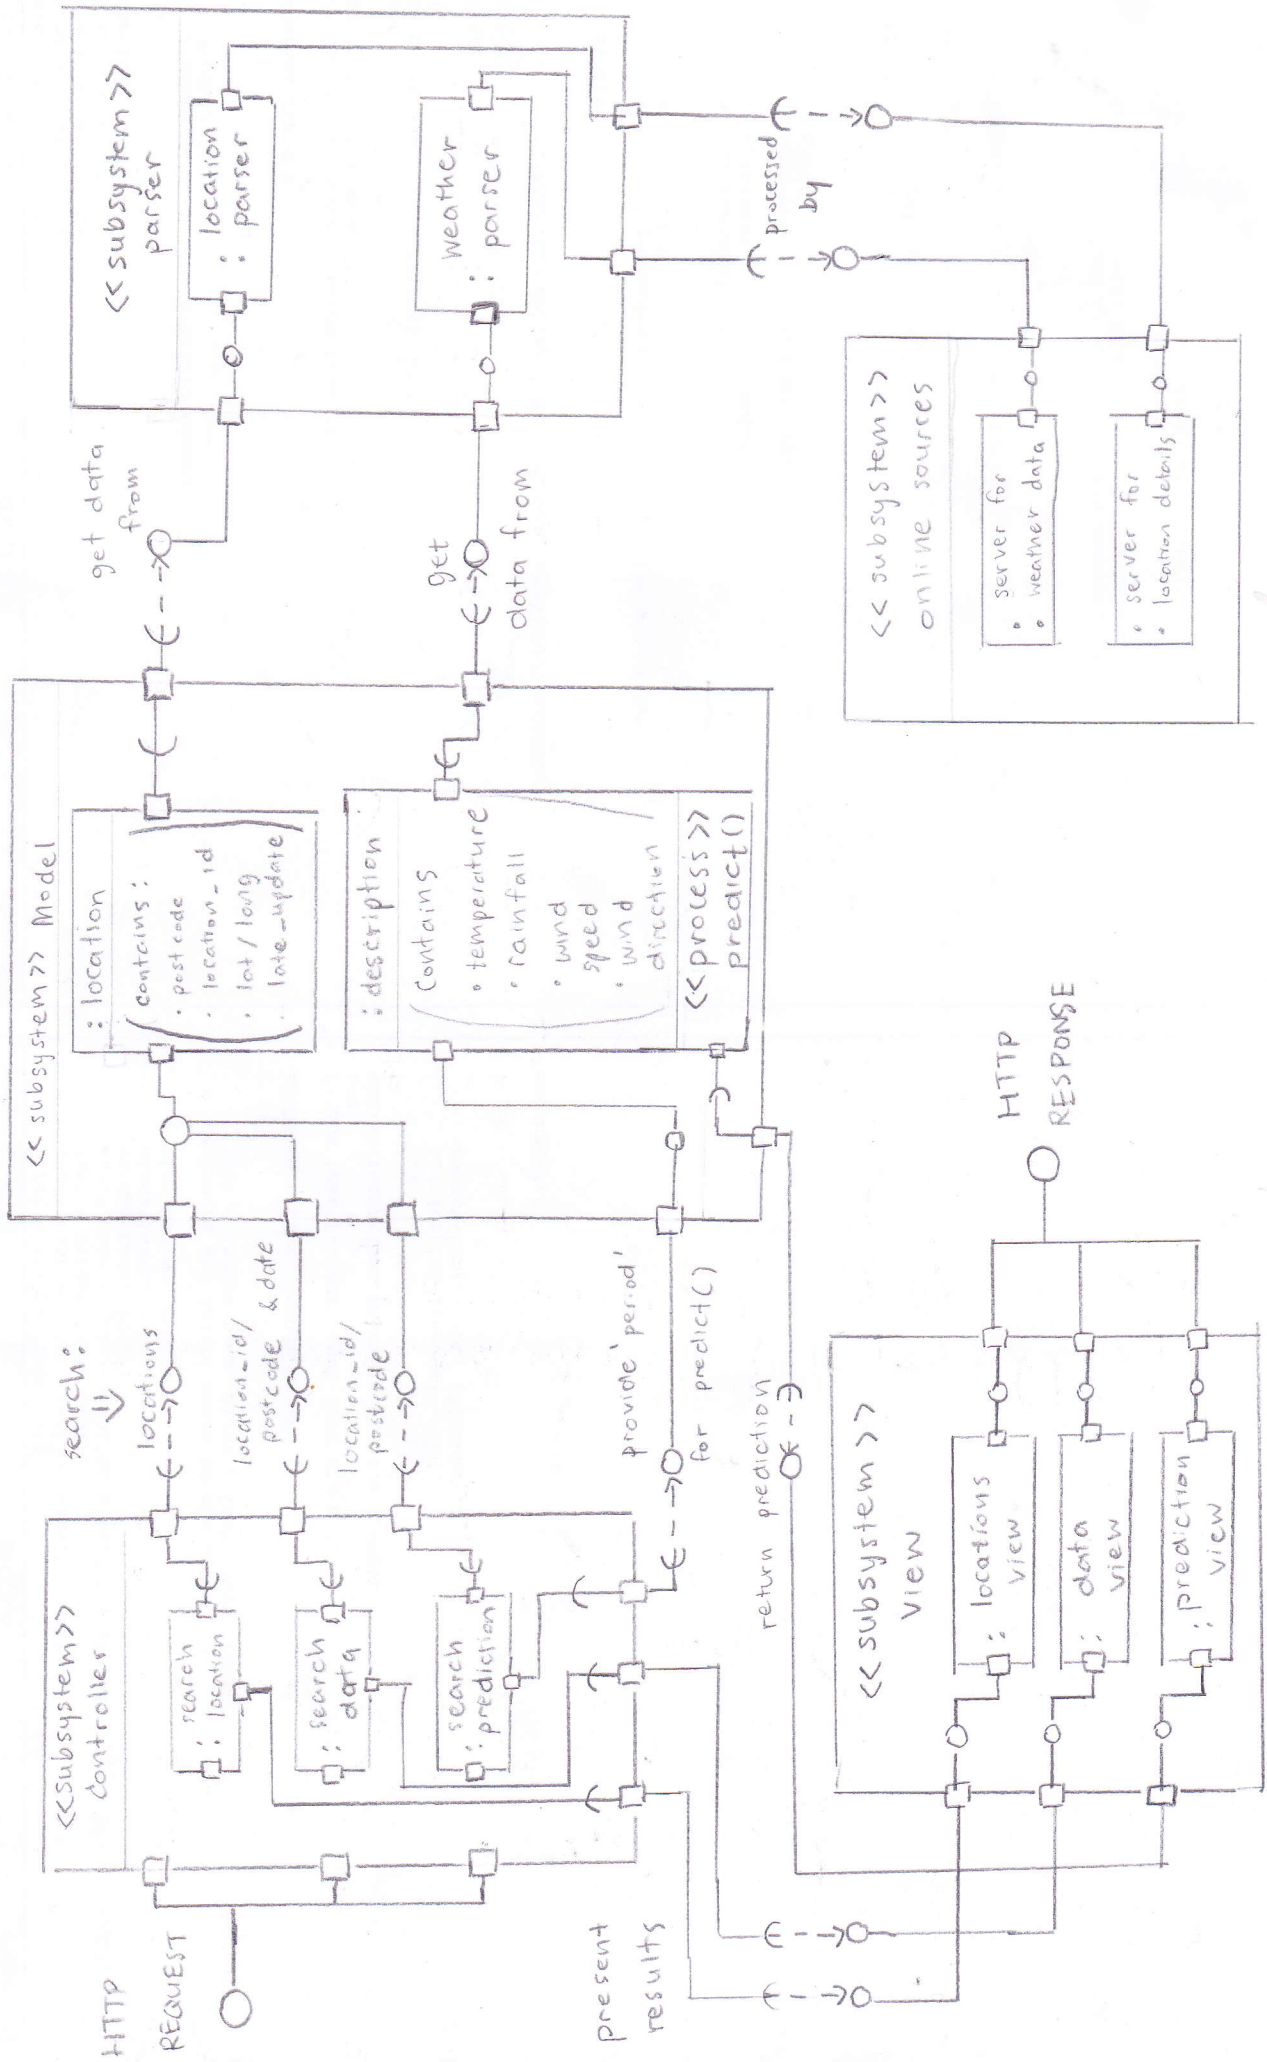 HTTP
REQUEST
<<subsystem>>
controller
: search
location
: search
data
: search
prediction
search:
locations
location_id/
postcode & date
location_id/
postcode
provide 'period'
for predict()
return prediction
present
results
<<subsystem>> Model
: location
contains:
• postcode
• location_id
• lat/long
• late_update
: description
contains
• temperature
• rainfall
• wind
speed
• wind
direction
<<process>>
predict()
get data
from
get
data from
<<subsystem>>
parser
: location
parser
: weather
parser
processed
by
<<subsystem>>
online sources
: server for
weather data
: server for
location details
<<subsystem>>
view
: locations
view
: data
view
: prediction
view
HTTP
RESPONSE